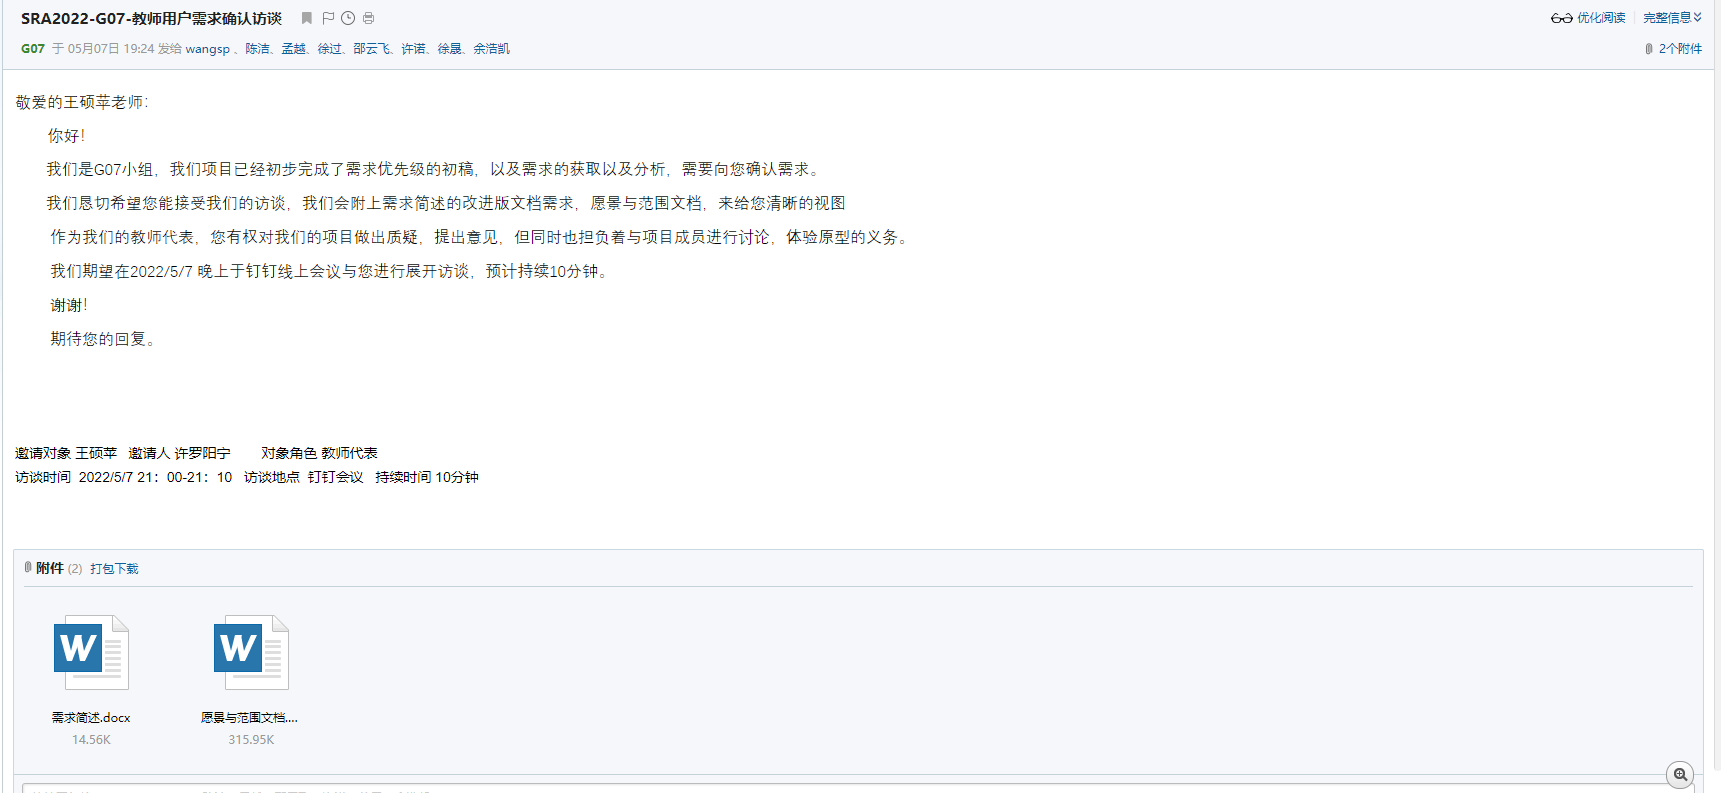 SRA2022-G07-教师用户需求确认访谈
优化阅读 完整信息
G07 于 05月07日 19:24 发给 wangsp 、陈洁、孟越、徐过、邵云飞、许诺、徐晟、余浩凯
2个附件
敬爱的王硕苹老师：
你好！
我们是G07小组，我们项目已经初步完成了需求优先级的初稿，以及需求的获取以及分析，需要向您确认需求。
我们恳切希望您能接受我们的访谈，我们会附上需求简述的改进版文档需求，愿景与范围文档，来给您清晰的视图
作为我们的教师代表，您有权对我们的项目做出质疑，提出意见，但同时也担负着与项目成员进行讨论，体验原型的义务。
我们期望在2022/5/7 晚上于钉钉线上会议与您进行展开访谈，预计持续10分钟。
谢谢！
期待您的回复。
邀请对象 王硕苹 邀请人 许罗阳宁 对象角色 教师代表
访谈时间 2022/5/7 21：00-21：10 访谈地点 钉钉会议 持续时间 10分钟
附件 (2) 打包下载
需求简述.docx 愿景与范围文档....
14.56K 315.95K